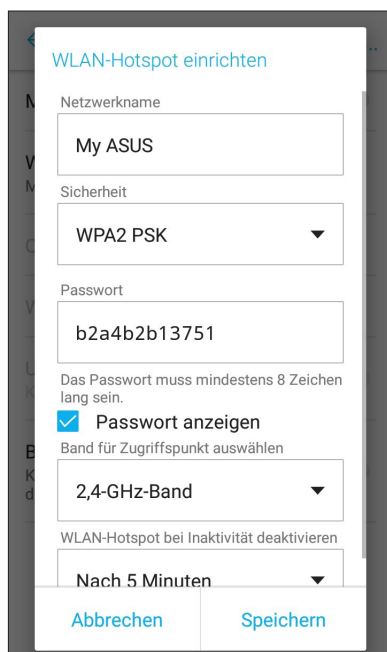 WLAN-Hotspot einrichten
Netzwerkname
My ASUS
Sicherheit
WPA2 PSK
Passwort
b2a4b2b13751
Das Passwort muss mindestens 8 Zeichen
lang sein.
Passwort anzeigen
Band für Zugriffspunkt auswählen
2,4-GHz-Band
WLAN-Hotspot bei Inaktivität deaktivieren
Nach 5 Minuten
Abbrechen
Speichern